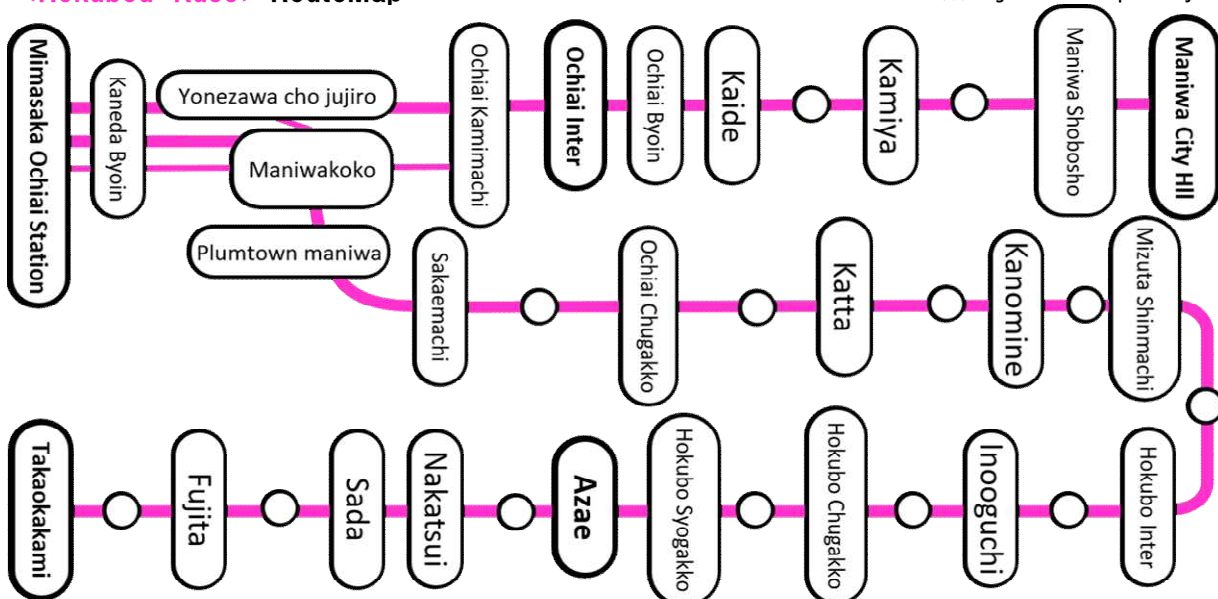 RouteMap
Mimasaka Ochiai Station
Kaneda Byoin
Yonezawa cho jujiro
Maniwakoko
Plumtown maniwa
Ochiai Kamimachi
Ochiai Inter
Ochiai Byoin
Kaide
Kamiya
Maniwa Shobosho
Maniwa City Hll
Sakaemachi
Ochiai Chugakko
Katta
Kanomine
Mizuta Shinmachi
Takaokakami
Fujita
Sada
Nakatsui
Azae
Hokubo Syogakko
Hokubo Chugakko
Inooguchi
Hokubo Inter